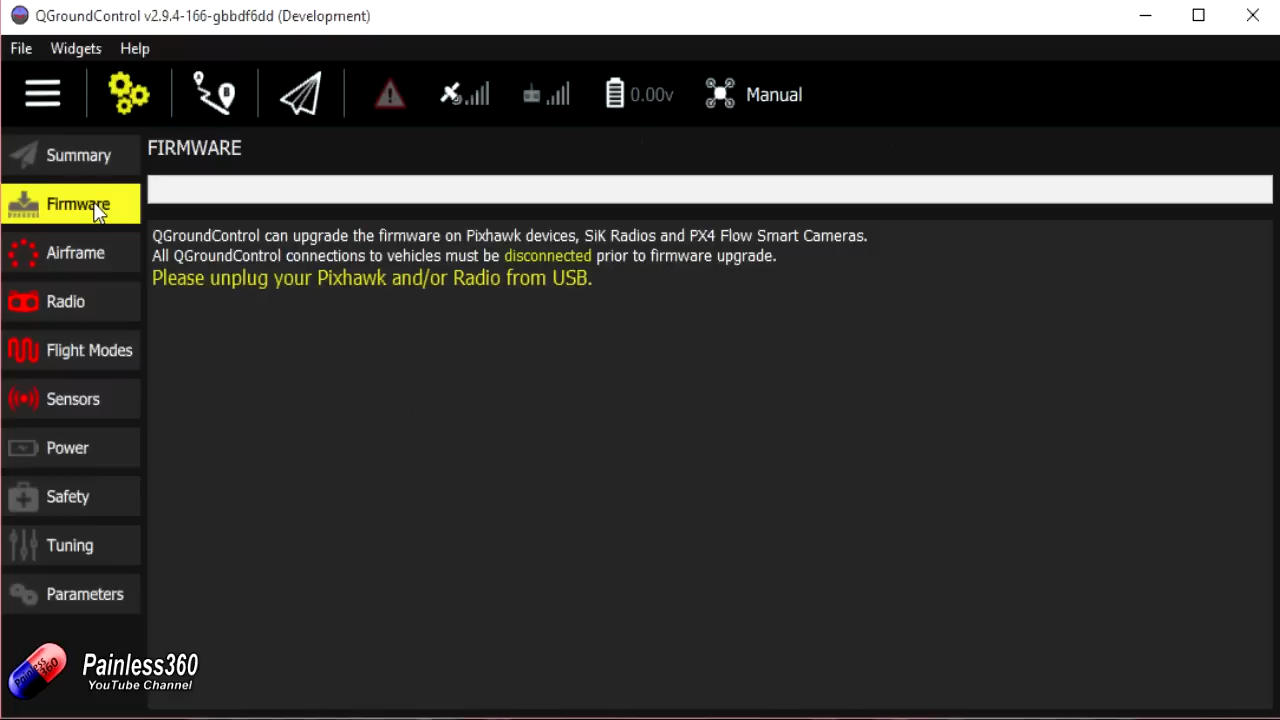 QGroundControl v2.9.4-166-gbbdf6dd (Development)
File Widgets Help
0.00v Manual
Summary
Firmware
Airframe
Radio
Flight Modes
Sensors
Power
Safety
Tuning
Parameters
FIRMWARE
QGroundControl can upgrade the firmware on Pixhawk devices, SiK Radios and PX4 Flow Smart Cameras.
All QGroundControl connections to vehicles must be disconnected prior to firmware upgrade.
Please unplug your Pixhawk and/or Radio from USB.
Painless360
Painless360
YouTube Channel